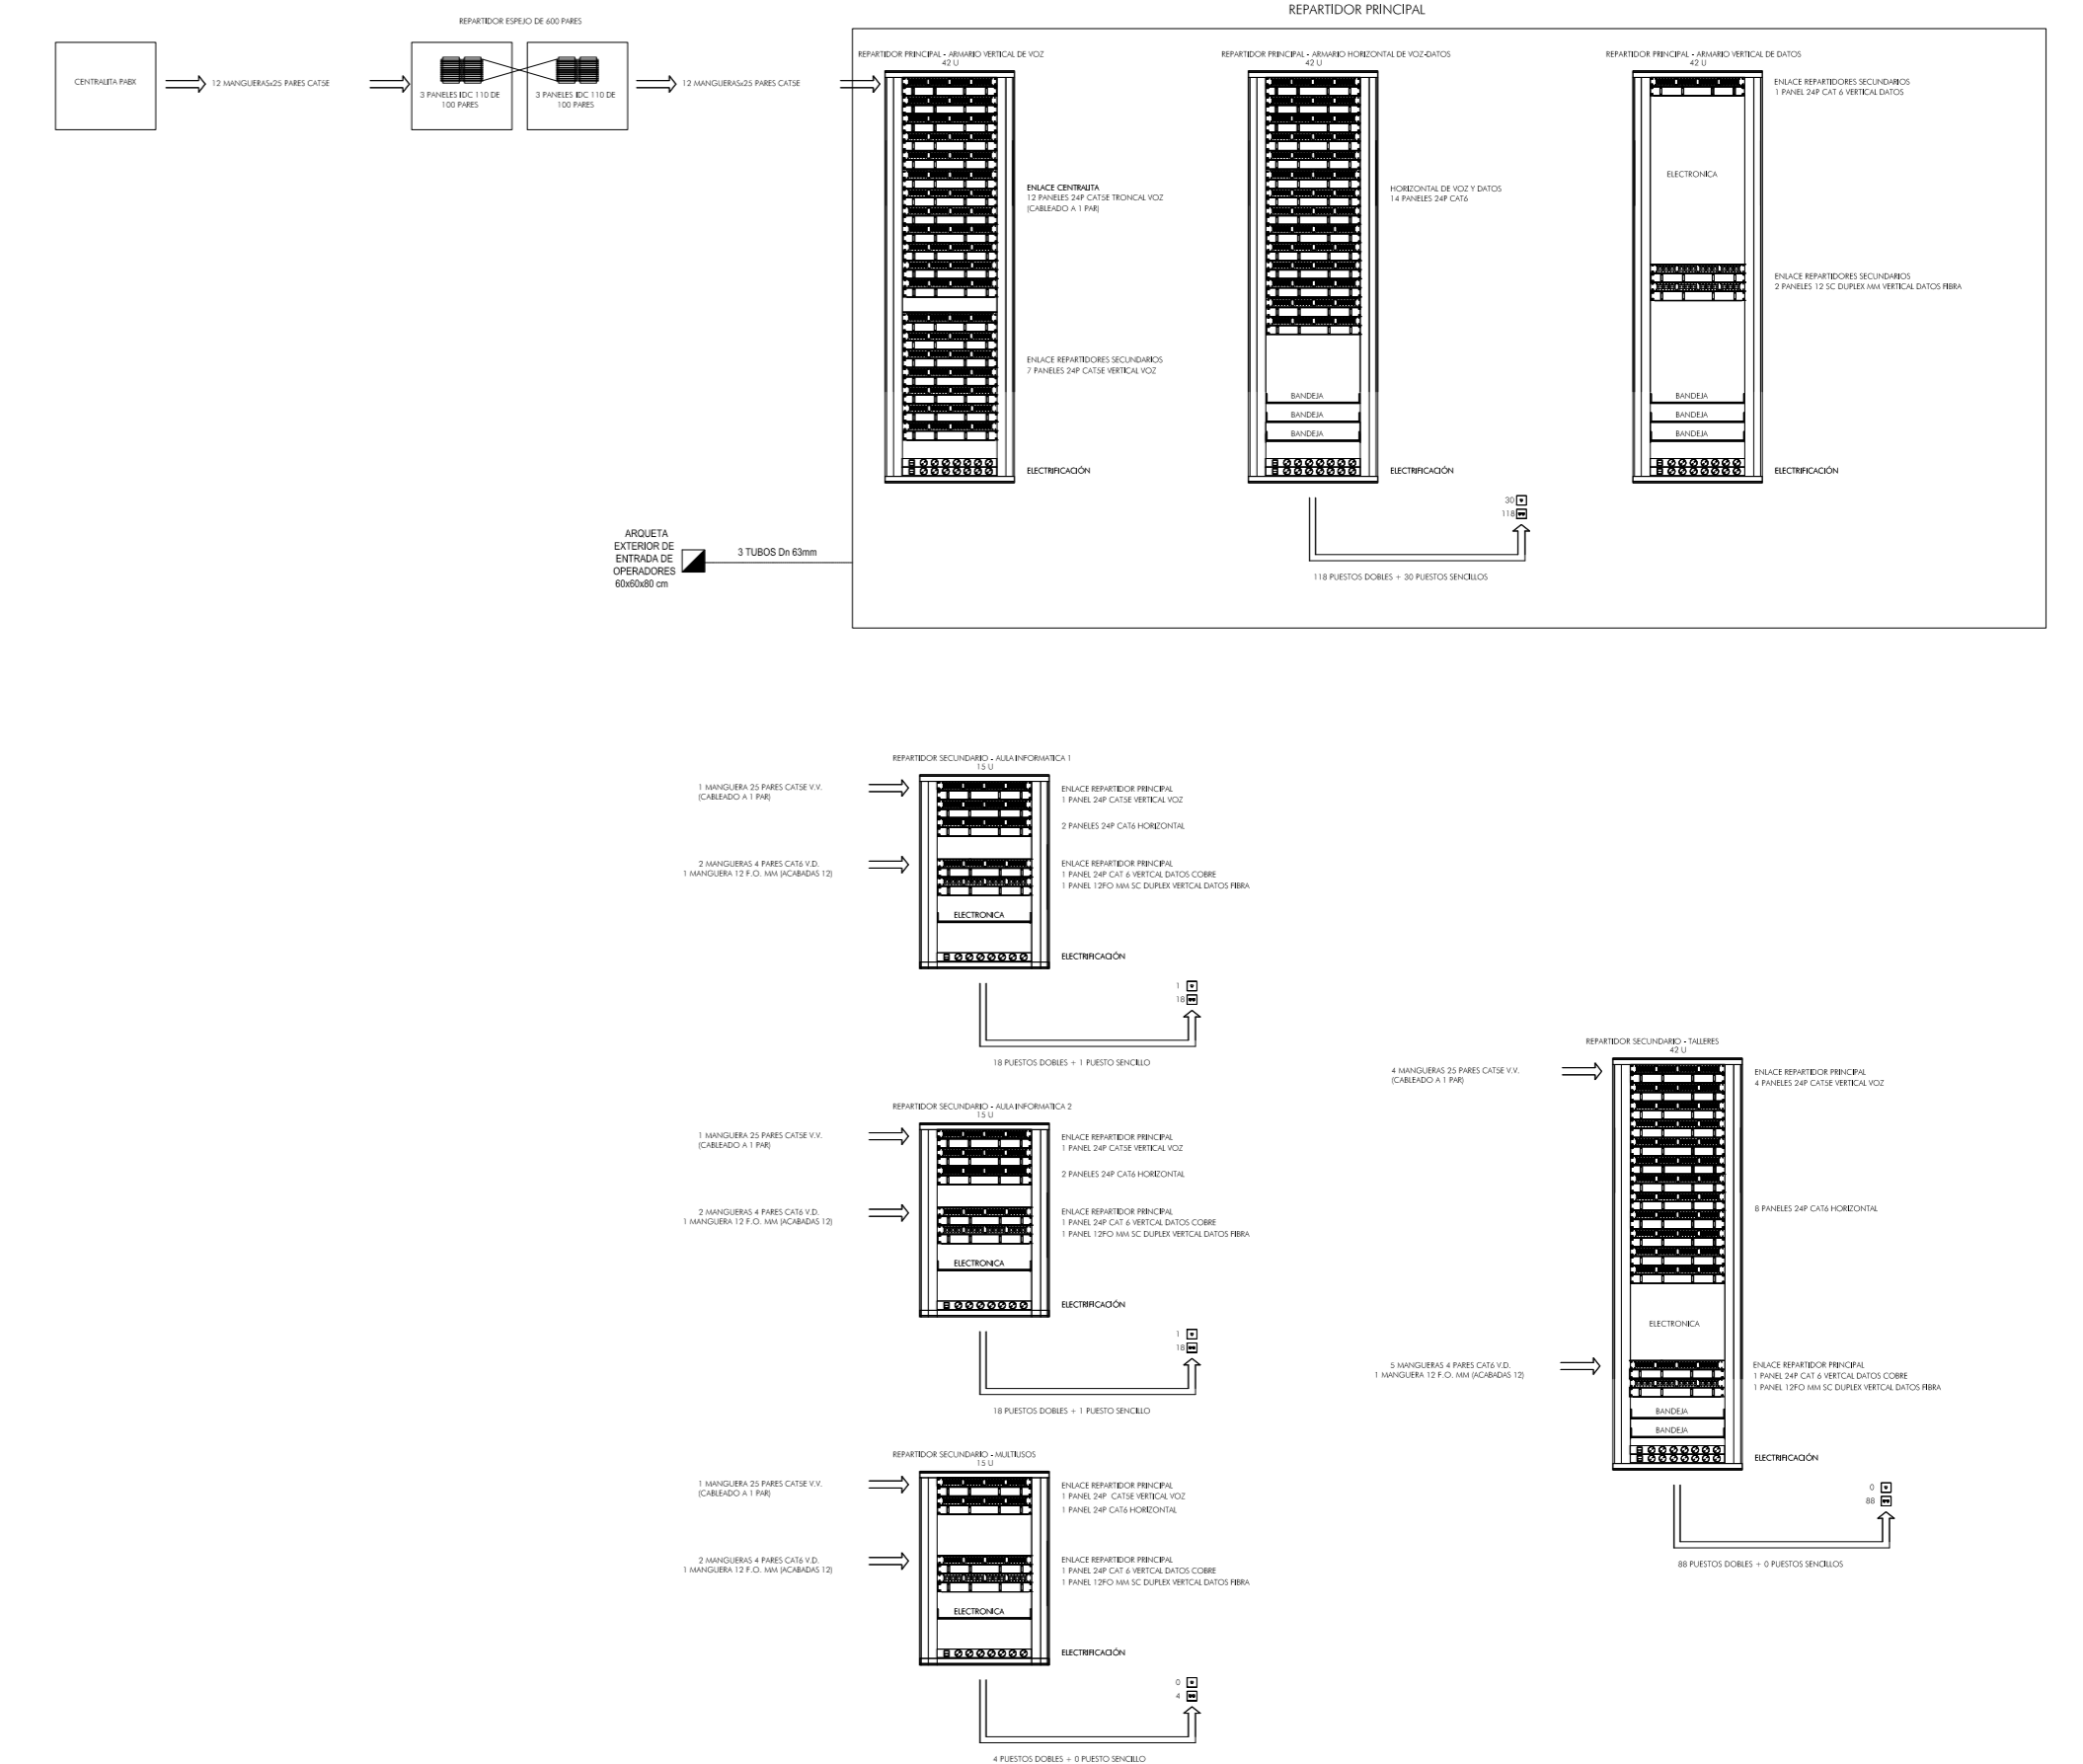 REPARTIDOR PRINCIPAL
REPARTIDOR ESPEJO DE 600 PARES
CENTRALITA PABX
12 MANGUERASx25 PARES CAT5E
3 PANELES IDC 110 DE
100 PARES
3 PANELES IDC 110 DE
100 PARES
12 MANGUERASx25 PARES CAT5E
REPARTIDOR PRINCIPAL - ARMARIO VERTICAL DE VOZ
42 U
ENLACE CENTRALITA
12 PANELES 24P CAT5E TRONCAL VOZ
(CABLEADO A 1 PAR)
ENLACE REPARTIDORES SECUNDARIOS
7 PANELES 24P CAT5E VERTICAL VOZ
ELECTRIFICACIÓN
REPARTIDOR PRINCIPAL - ARMARIO HORIZONTAL DE VOZ-DATOS
42 U
HORIZONTAL DE VOZ Y DATOS
14 PANELES 24P CAT6
BANDEJA
BANDEJA
BANDEJA
ELECTRIFICACIÓN
30
118
118 PUESTOS DOBLES + 30 PUESTOS SENCILLOS
REPARTIDOR PRINCIPAL - ARMARIO VERTICAL DE DATOS
42 U
ENLACE REPARTIDORES SECUNDARIOS
1 PANEL 24P CAT 6 VERTICAL DATOS
ELECTRONICA
ENLACE REPARTIDORES SECUNDARIOS
2 PANELES 12 SC DUPLEX MM VERTICAL DATOS FIBRA
BANDEJA
BANDEJA
BANDEJA
ELECTRIFICACIÓN
ARQUETA
EXTERIOR DE
ENTRADA DE
OPERADORES
60x60x80 cm
3 TUBOS Dn 63mm
REPARTIDOR SECUNDARIO - AULA INFORMATICA 1
15 U
1 MANGUERA 25 PARES CAT5E V.V.
(CABLEADO A 1 PAR)
ENLACE REPARTIDOR PRINCIPAL
1 PANEL 24P CAT5E VERTICAL VOZ
2 PANELES 24P CAT6 HORIZONTAL
2 MANGUERAS 4 PARES CAT6 V.D.
1 MANGUERA 12 F.O. MM (ACABADAS 12)
ENLACE REPARTIDOR PRINCIPAL
1 PANEL 24P CAT 6 VERTCAL DATOS COBRE
1 PANEL 12FO MM SC DUPLEX VERTCAL DATOS FIBRA
ELECTRONICA
ELECTRIFICACIÓN
1
18
18 PUESTOS DOBLES + 1 PUESTO SENCILLO
REPARTIDOR SECUNDARIO - AULA INFORMATICA 2
15 U
1 MANGUERA 25 PARES CAT5E V.V.
(CABLEADO A 1 PAR)
ENLACE REPARTIDOR PRINCIPAL
1 PANEL 24P CAT5E VERTICAL VOZ
2 PANELES 24P CAT6 HORIZONTAL
2 MANGUERAS 4 PARES CAT6 V.D.
1 MANGUERA 12 F.O. MM (ACABADAS 12)
ENLACE REPARTIDOR PRINCIPAL
1 PANEL 24P CAT 6 VERTCAL DATOS COBRE
1 PANEL 12FO MM SC DUPLEX VERTCAL DATOS FIBRA
ELECTRONICA
ELECTRIFICACIÓN
1
18
18 PUESTOS DOBLES + 1 PUESTO SENCILLO
REPARTIDOR SECUNDARIO - MULTIUSOS
15 U
1 MANGUERA 25 PARES CAT5E V.V.
(CABLEADO A 1 PAR)
ENLACE REPARTIDOR PRINCIPAL
1 PANEL 24P CAT5E VERTICAL VOZ
1 PANEL 24P CAT6 HORIZONTAL
2 MANGUERAS 4 PARES CAT6 V.D.
1 MANGUERA 12 F.O. MM (ACABADAS 12)
ENLACE REPARTIDOR PRINCIPAL
1 PANEL 24P CAT 6 VERTCAL DATOS COBRE
1 PANEL 12FO MM SC DUPLEX VERTCAL DATOS FIBRA
ELECTRONICA
ELECTRIFICACIÓN
0
4
4 PUESTOS DOBLES + 0 PUESTO SENCILLO
REPARTIDOR SECUNDARIO - TALLERES
42 U
4 MANGUERAS 25 PARES CAT5E V.V.
(CABLEADO A 1 PAR)
ENLACE REPARTIDOR PRINCIPAL
4 PANELES 24P CAT5E VERTICAL VOZ
8 PANELES 24P CAT6 HORIZONTAL
ELECTRONICA
5 MANGUERAS 4 PARES CAT6 V.D.
1 MANGUERA 12 F.O. MM (ACABADAS 12)
ENLACE REPARTIDOR PRINCIPAL
1 PANEL 24P CAT 6 VERTCAL DATOS COBRE
1 PANEL 12FO MM SC DUPLEX VERTCAL DATOS FIBRA
BANDEJA
BANDEJA
ELECTRIFICACIÓN
0
88
88 PUESTOS DOBLES + 0 PUESTOS SENCILLOS